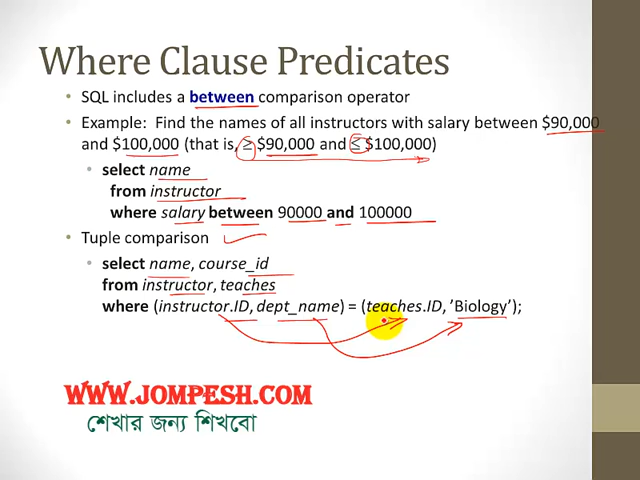 Where Clause Predicates
• SQL includes a between comparison operator
• Example: Find the names of all instructors with salary between $90,000
and $100,000 (that is, ≥ $90,000 and ≤ $100,000)
• select name
from instructor
where salary between 90000 and 100000
• Tuple comparison
• select name, course_id
from instructor, teaches
where (instructor.ID, dept_name) = (teaches.ID, ’Biology’);
WWW.JOMPESH.COM
শেখার জন্য শিখবো